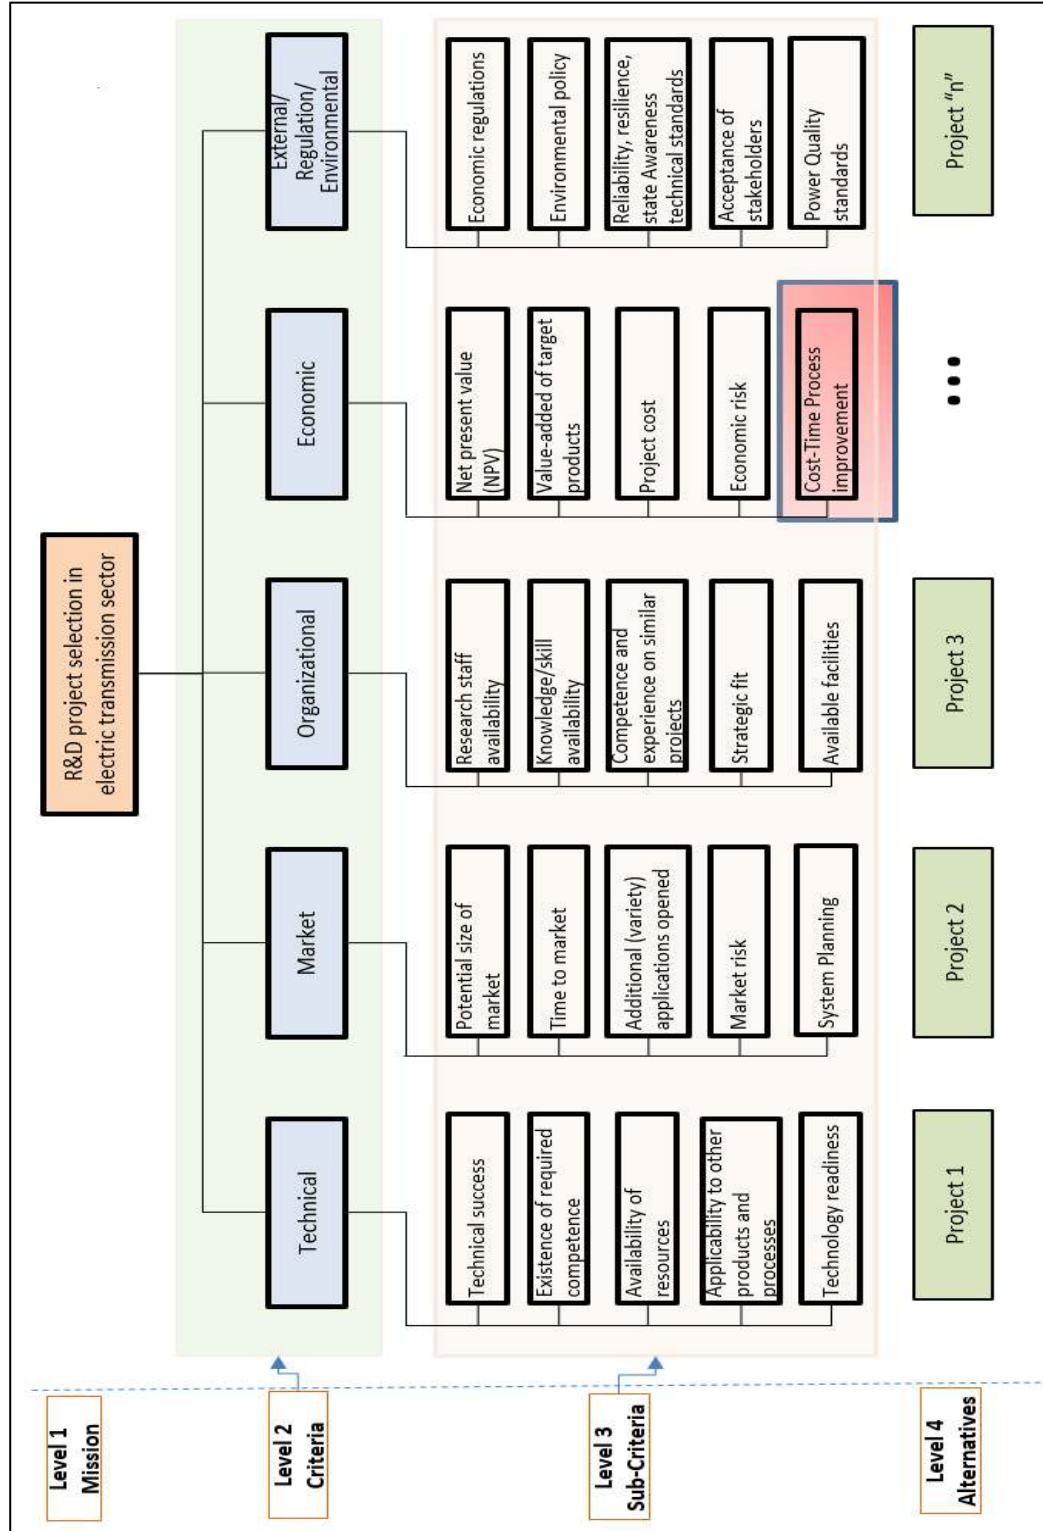 Level 1
Mission
R&D project selection in
electric transmission sector
Level 2
Criteria
Technical
Market
Organizational
Economic
External/
Regulation/
Environmental
Level 3
Sub-Criteria
Technical success
Existence of required
competence
Availability of
resources
Applicability to other
products and
processes
Technology readiness
Potential size of
market
Time to market
Additional (variety)
applications opened
Market risk
System Planning
Research staff
availability
Knowledge/skill
availability
Competence and
experience on similar
projects
Strategic fit
Available facilities
Net present value
(NPV)
Value-added of target
products
Project cost
Economic risk
Cost-Time Process
improvement
Economic regulations
Environmental policy
Reliability, resilience,
state Awareness
technical standards
Acceptance of
stakeholders
Power Quality
standards
Level 4
Alternatives
Project 1
Project 2
Project 3
•••
Project “n”